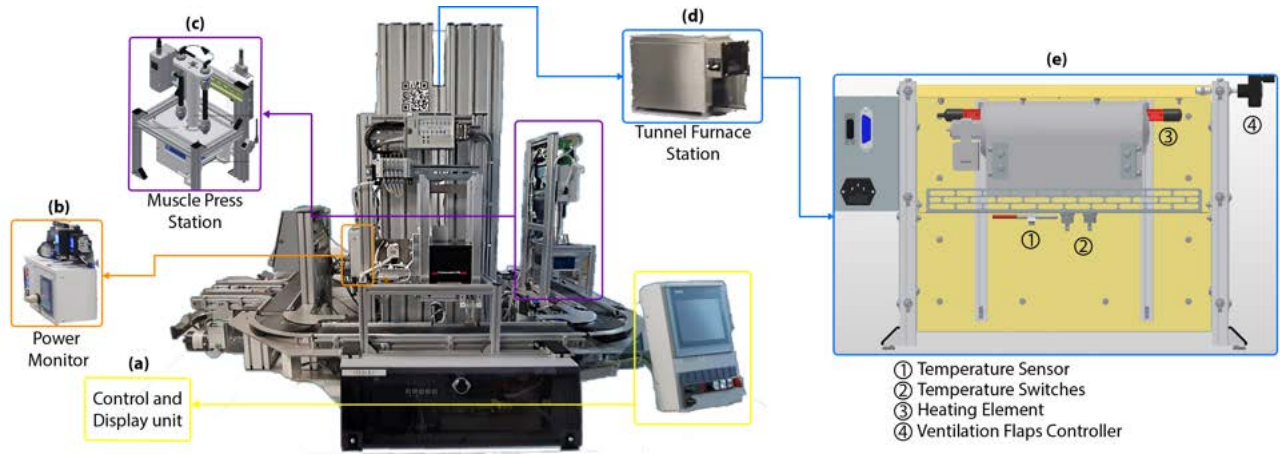 (c)
Muscle Press
Station
(b)
Power
Monitor
(a)
Control and
Display unit
(d)
Tunnel Furnace
Station
(e)
①
②
③
④
① Temperature Sensor
② Temperature Switches
③ Heating Element
④ Ventilation Flaps Controller